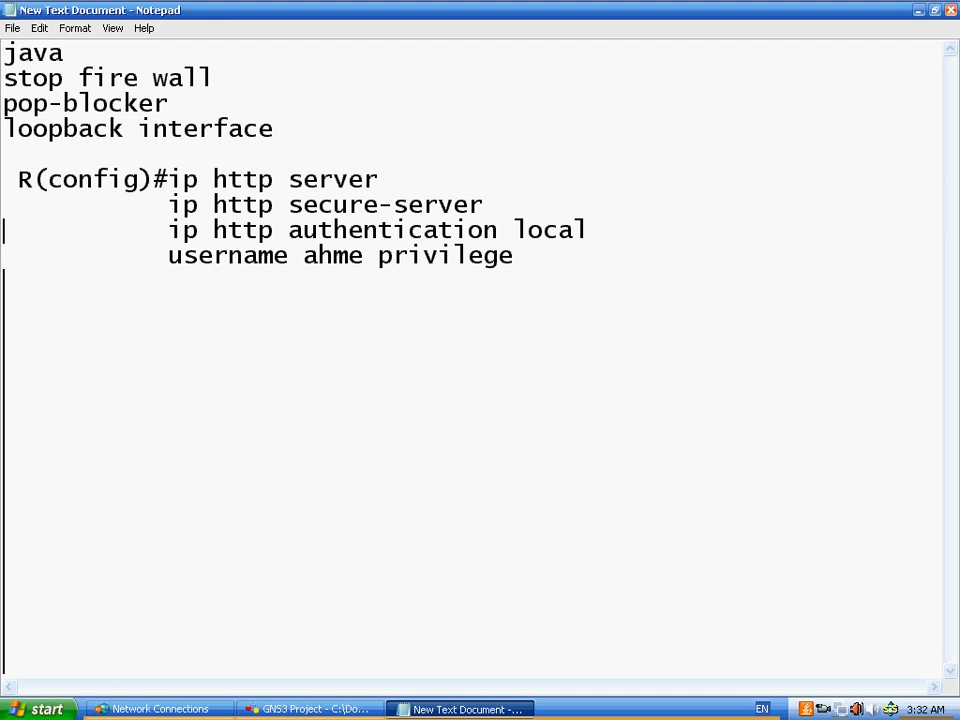 New Text Document - Notepad
File Edit Format View Help
java
stop fire wall
pop-blocker
loopback interface
R(config)#ip http server
ip http secure-server
ip http authentication local
username ahme privilege
start Network Connections GNS3 Project - C:\Do... New Text Document -... EN 3:32 AM